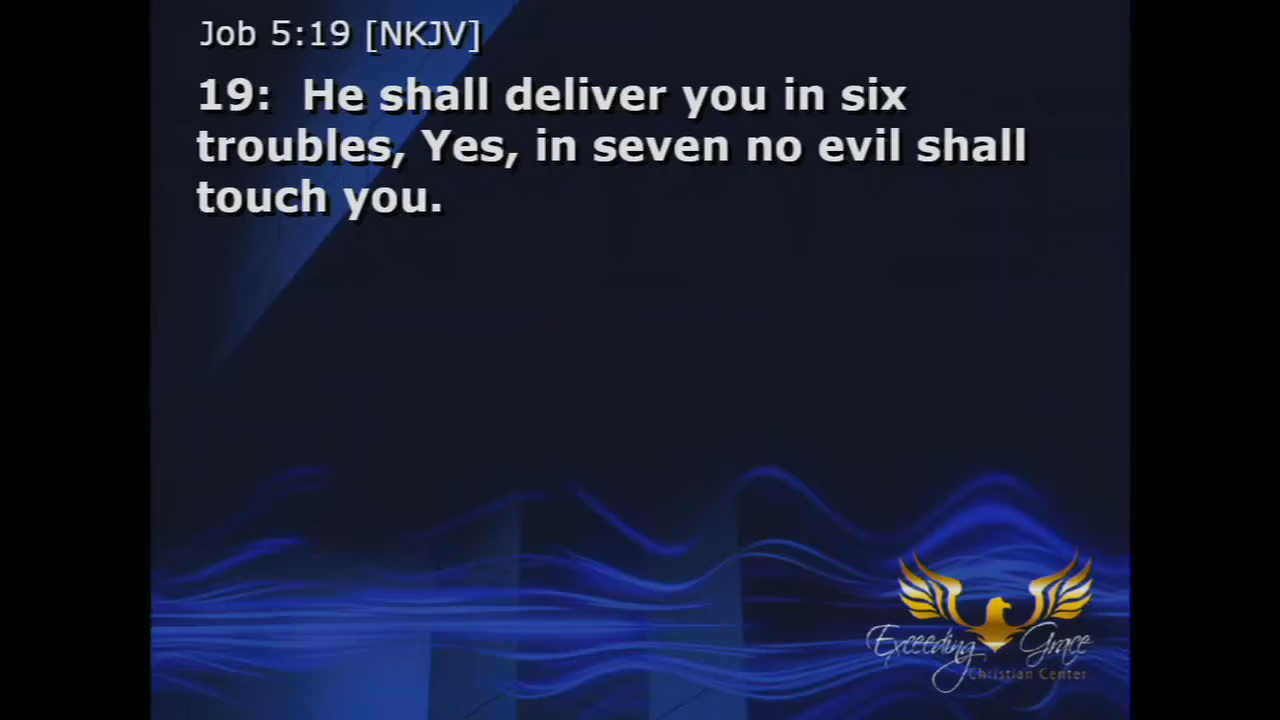 Job 5:19 [NKJV]
19: He shall deliver you in six
troubles, Yes, in seven no evil shall
touch you.
Exceeding Grace
Christian Center